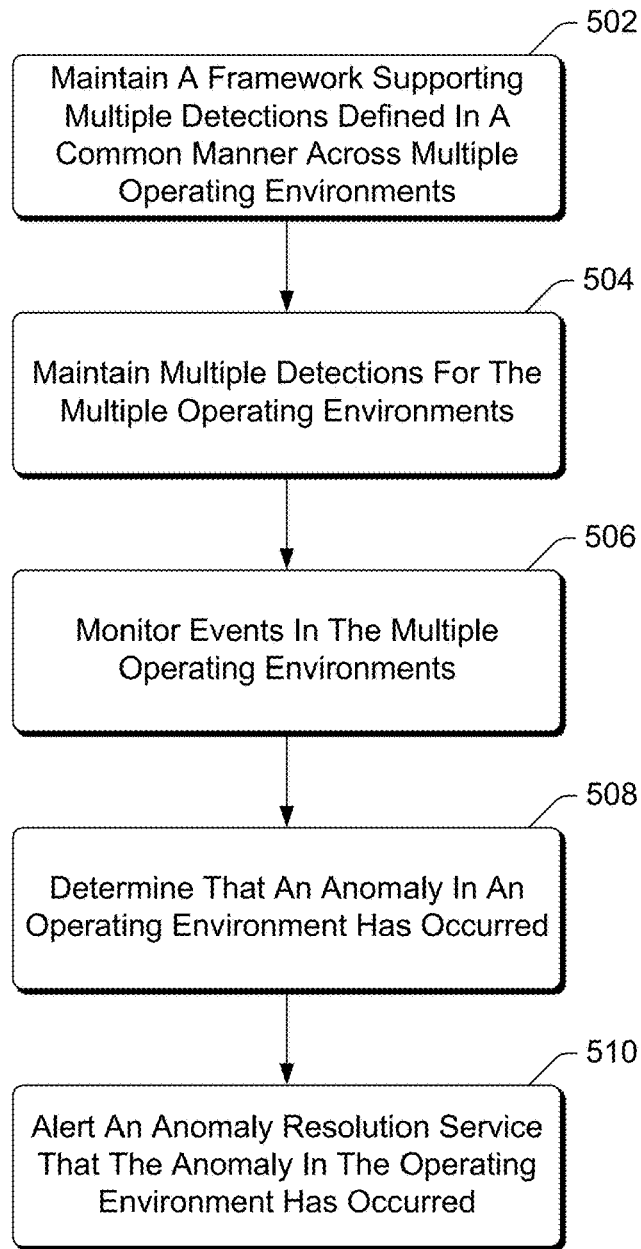 502
Maintain A Framework Supporting
Multiple Detections Defined In A
Common Manner Across Multiple
Operating Environments
504
Maintain Multiple Detections For The
Multiple Operating Environments
506
Monitor Events In The Multiple
Operating Environments
508
Determine That An Anomaly In An
Operating Environment Has Occurred
510
Alert An Anomaly Resolution Service
That The Anomaly In The Operating
Environment Has Occurred